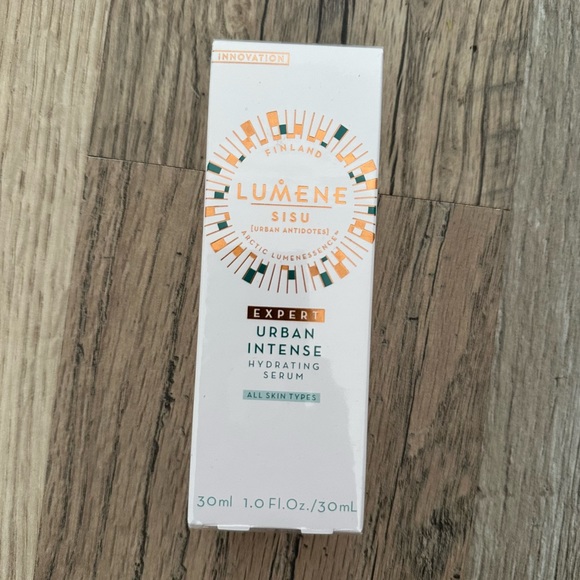 INNOVATION
FINLAND
LUMENE
SISU
[URBAN ANTIDOTES]
ARCTIC LUMENESSENCE™
EXPERT
URBAN
INTENSE
HYDRATING
SERUM
ALL SKIN TYPES
30ml 1.0 Fl.Oz./30mL